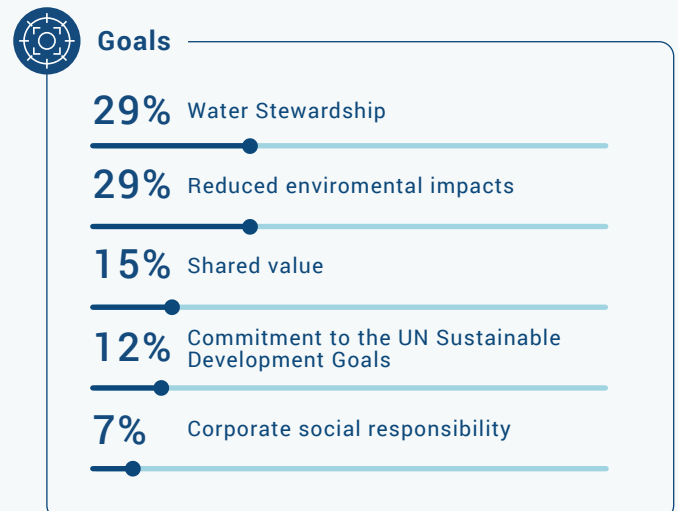 Goals
29% Water Stewardship
29% Reduced enviromental impacts
15% Shared value
12% Commitment to the UN Sustainable
Development Goals
7% Corporate social responsibility